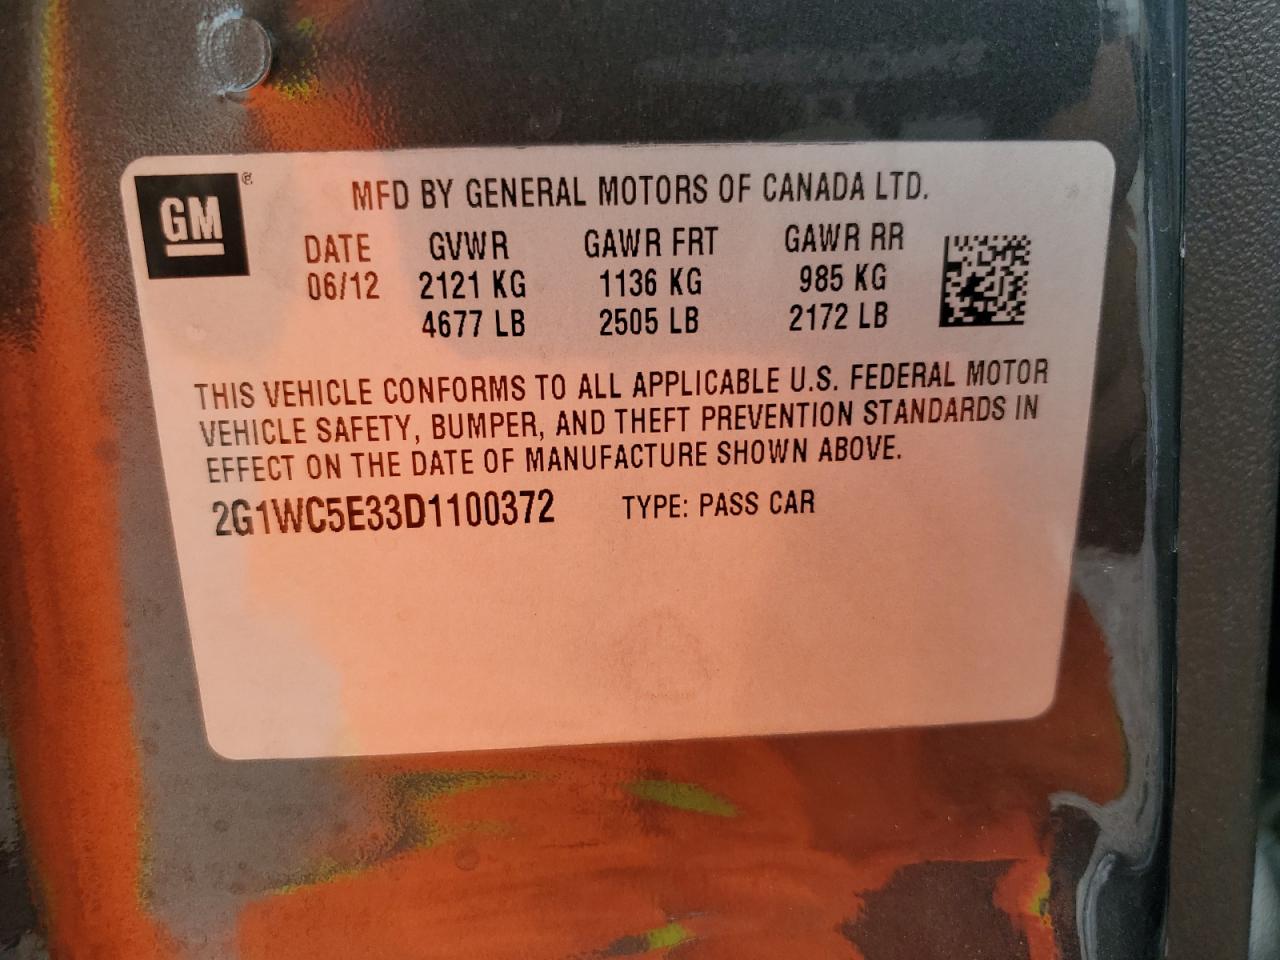 GM ®
MFD BY GENERAL MOTORS OF CANADA LTD.
DATE GVWR GAWR FRT GAWR RR
06/12 2121 KG 1136 KG 985 KG
4677 LB 2505 LB 2172 LB
THIS VEHICLE CONFORMS TO ALL APPLICABLE U.S. FEDERAL MOTOR
VEHICLE SAFETY, BUMPER, AND THEFT PREVENTION STANDARDS IN
EFFECT ON THE DATE OF MANUFACTURE SHOWN ABOVE.
2G1WC5E33D1100372 TYPE: PASS CAR